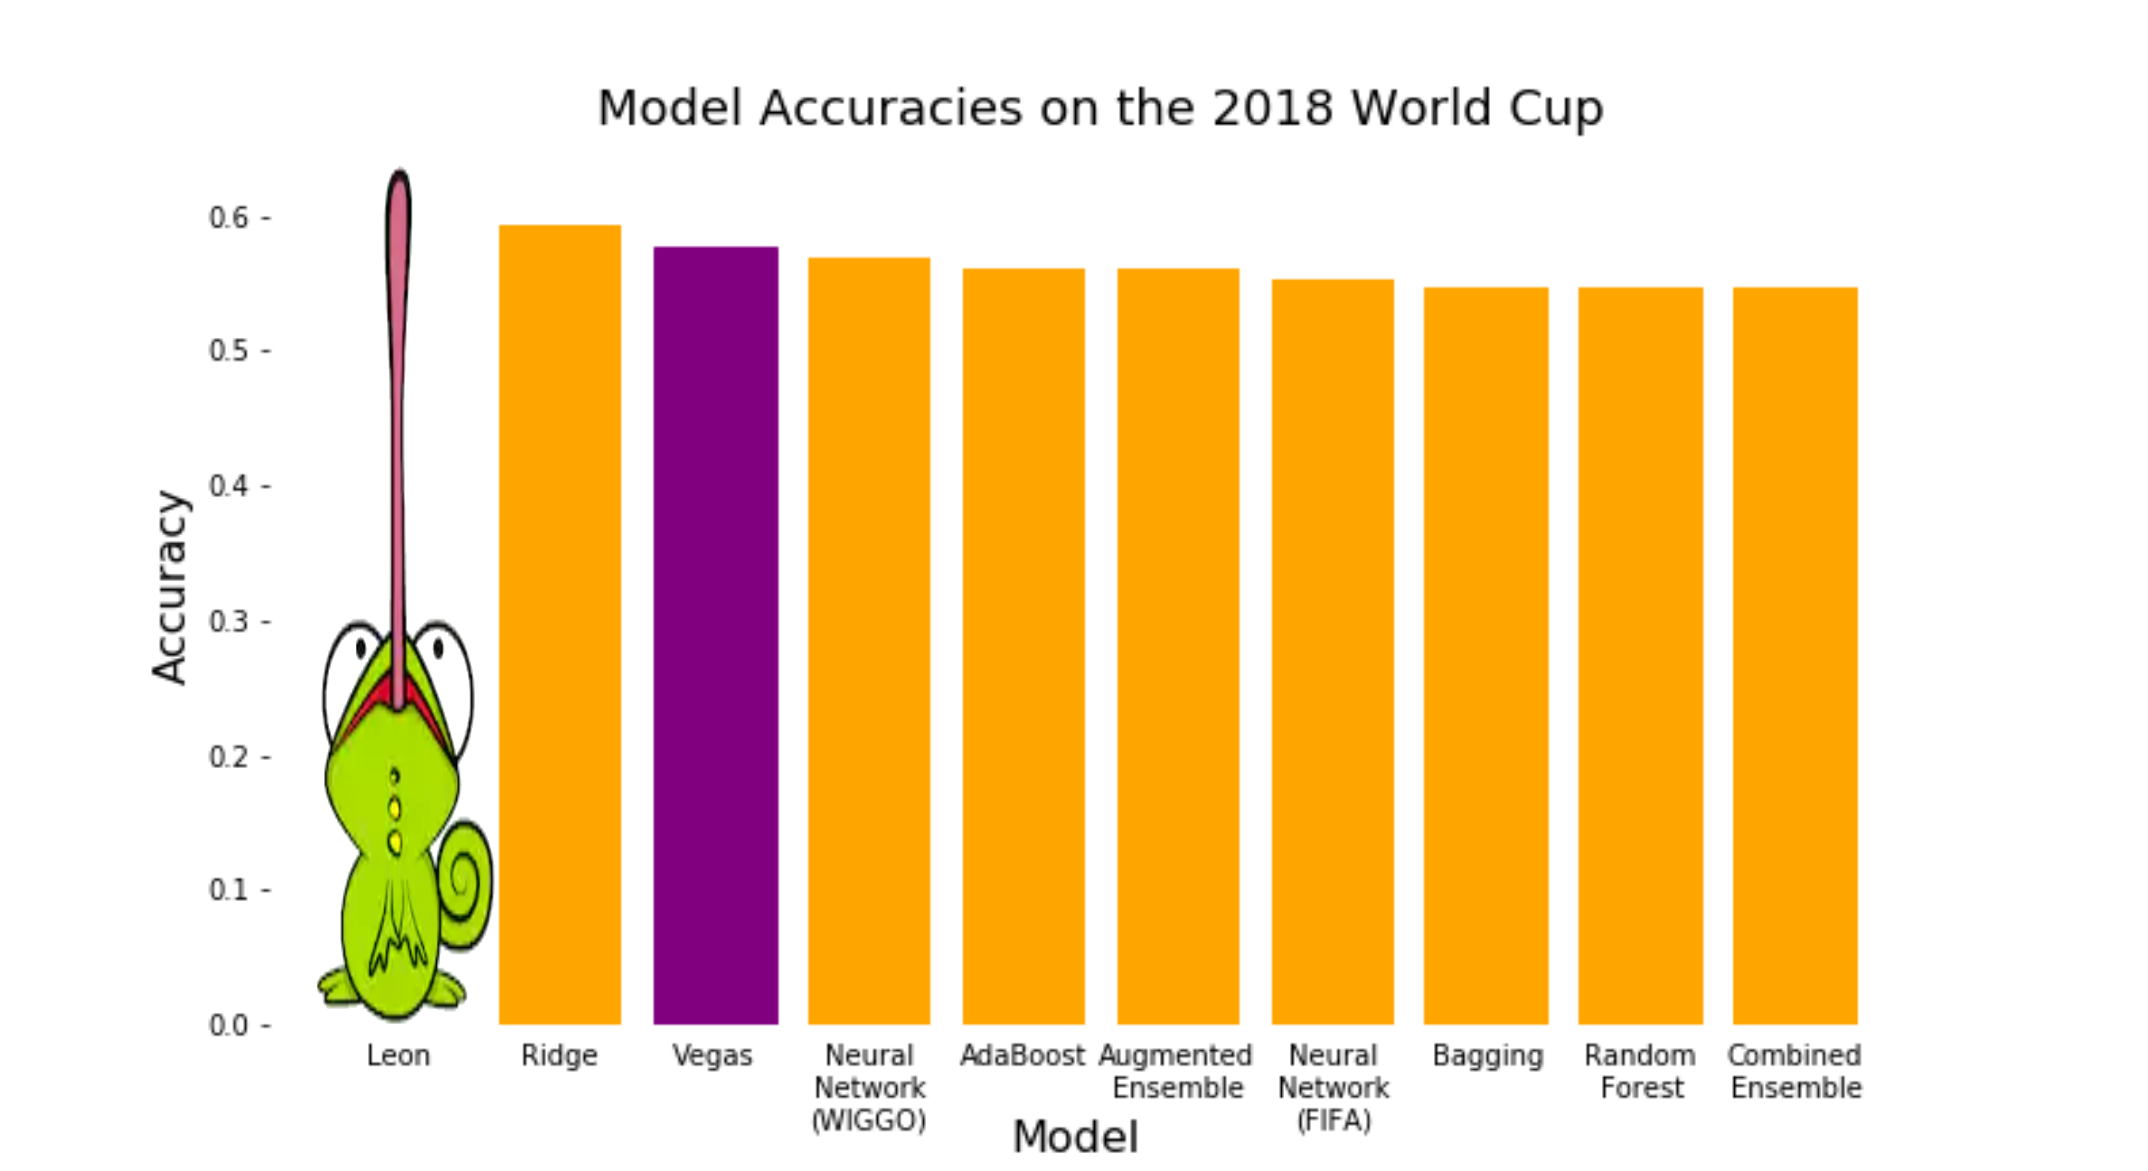 Model Accuracies on the 2018 World Cup
Accuracy
0.6
0.5
0.4
0.3
0.2
0.1
0.0
Leon
Ridge
Vegas
Neural
Network
(WIGGO)
AdaBoost
Augmented
Ensemble
Neural
Network
(FIFA)
Bagging
Random
Forest
Combined
Ensemble
Model